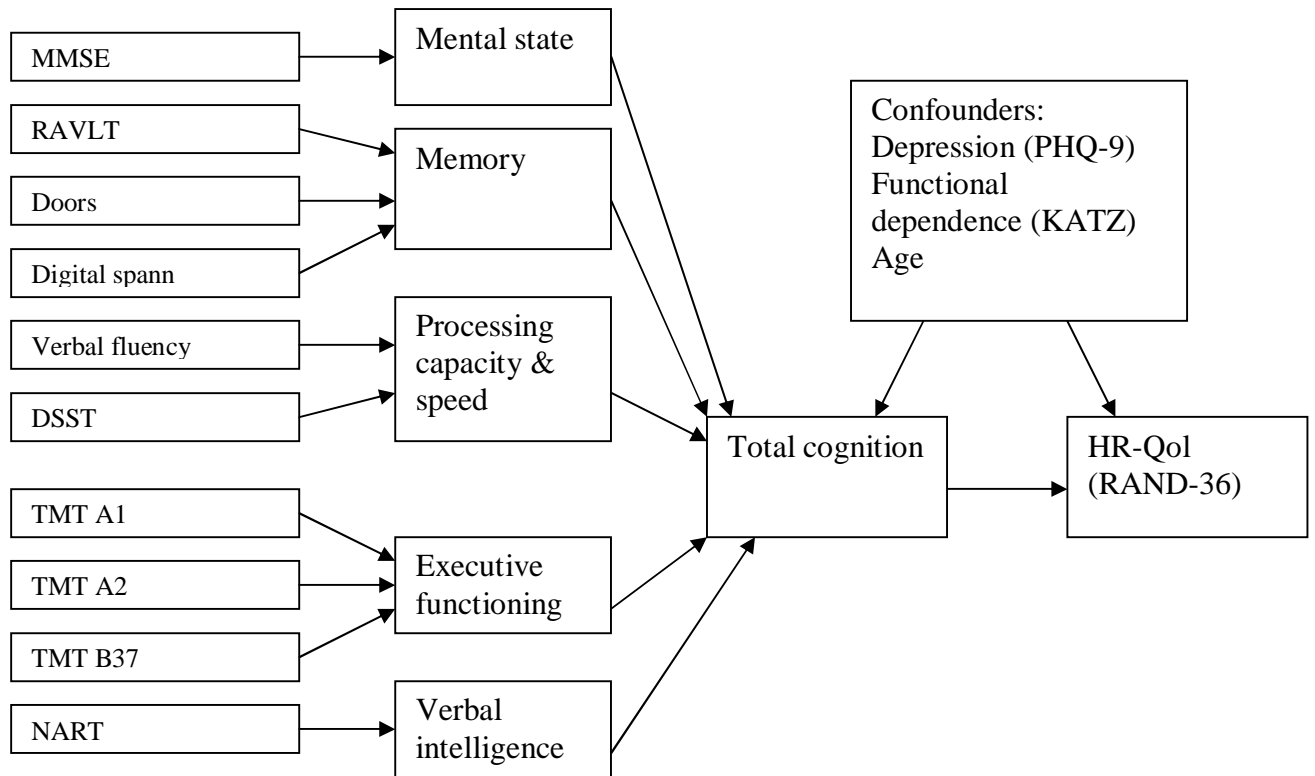 MMSE
RAVLT
Doors
Digital spann
Verbal fluency
DSST
TMT A1
TMT A2
TMT B37
NART
Mental state
Memory
Processing
capacity &
speed
Executive
functioning
Verbal
intelligence
Total cognition
Confounders:
Depression (PHQ-9)
Functional
dependence (KATZ)
Age
HR-Qol
(RAND-36)